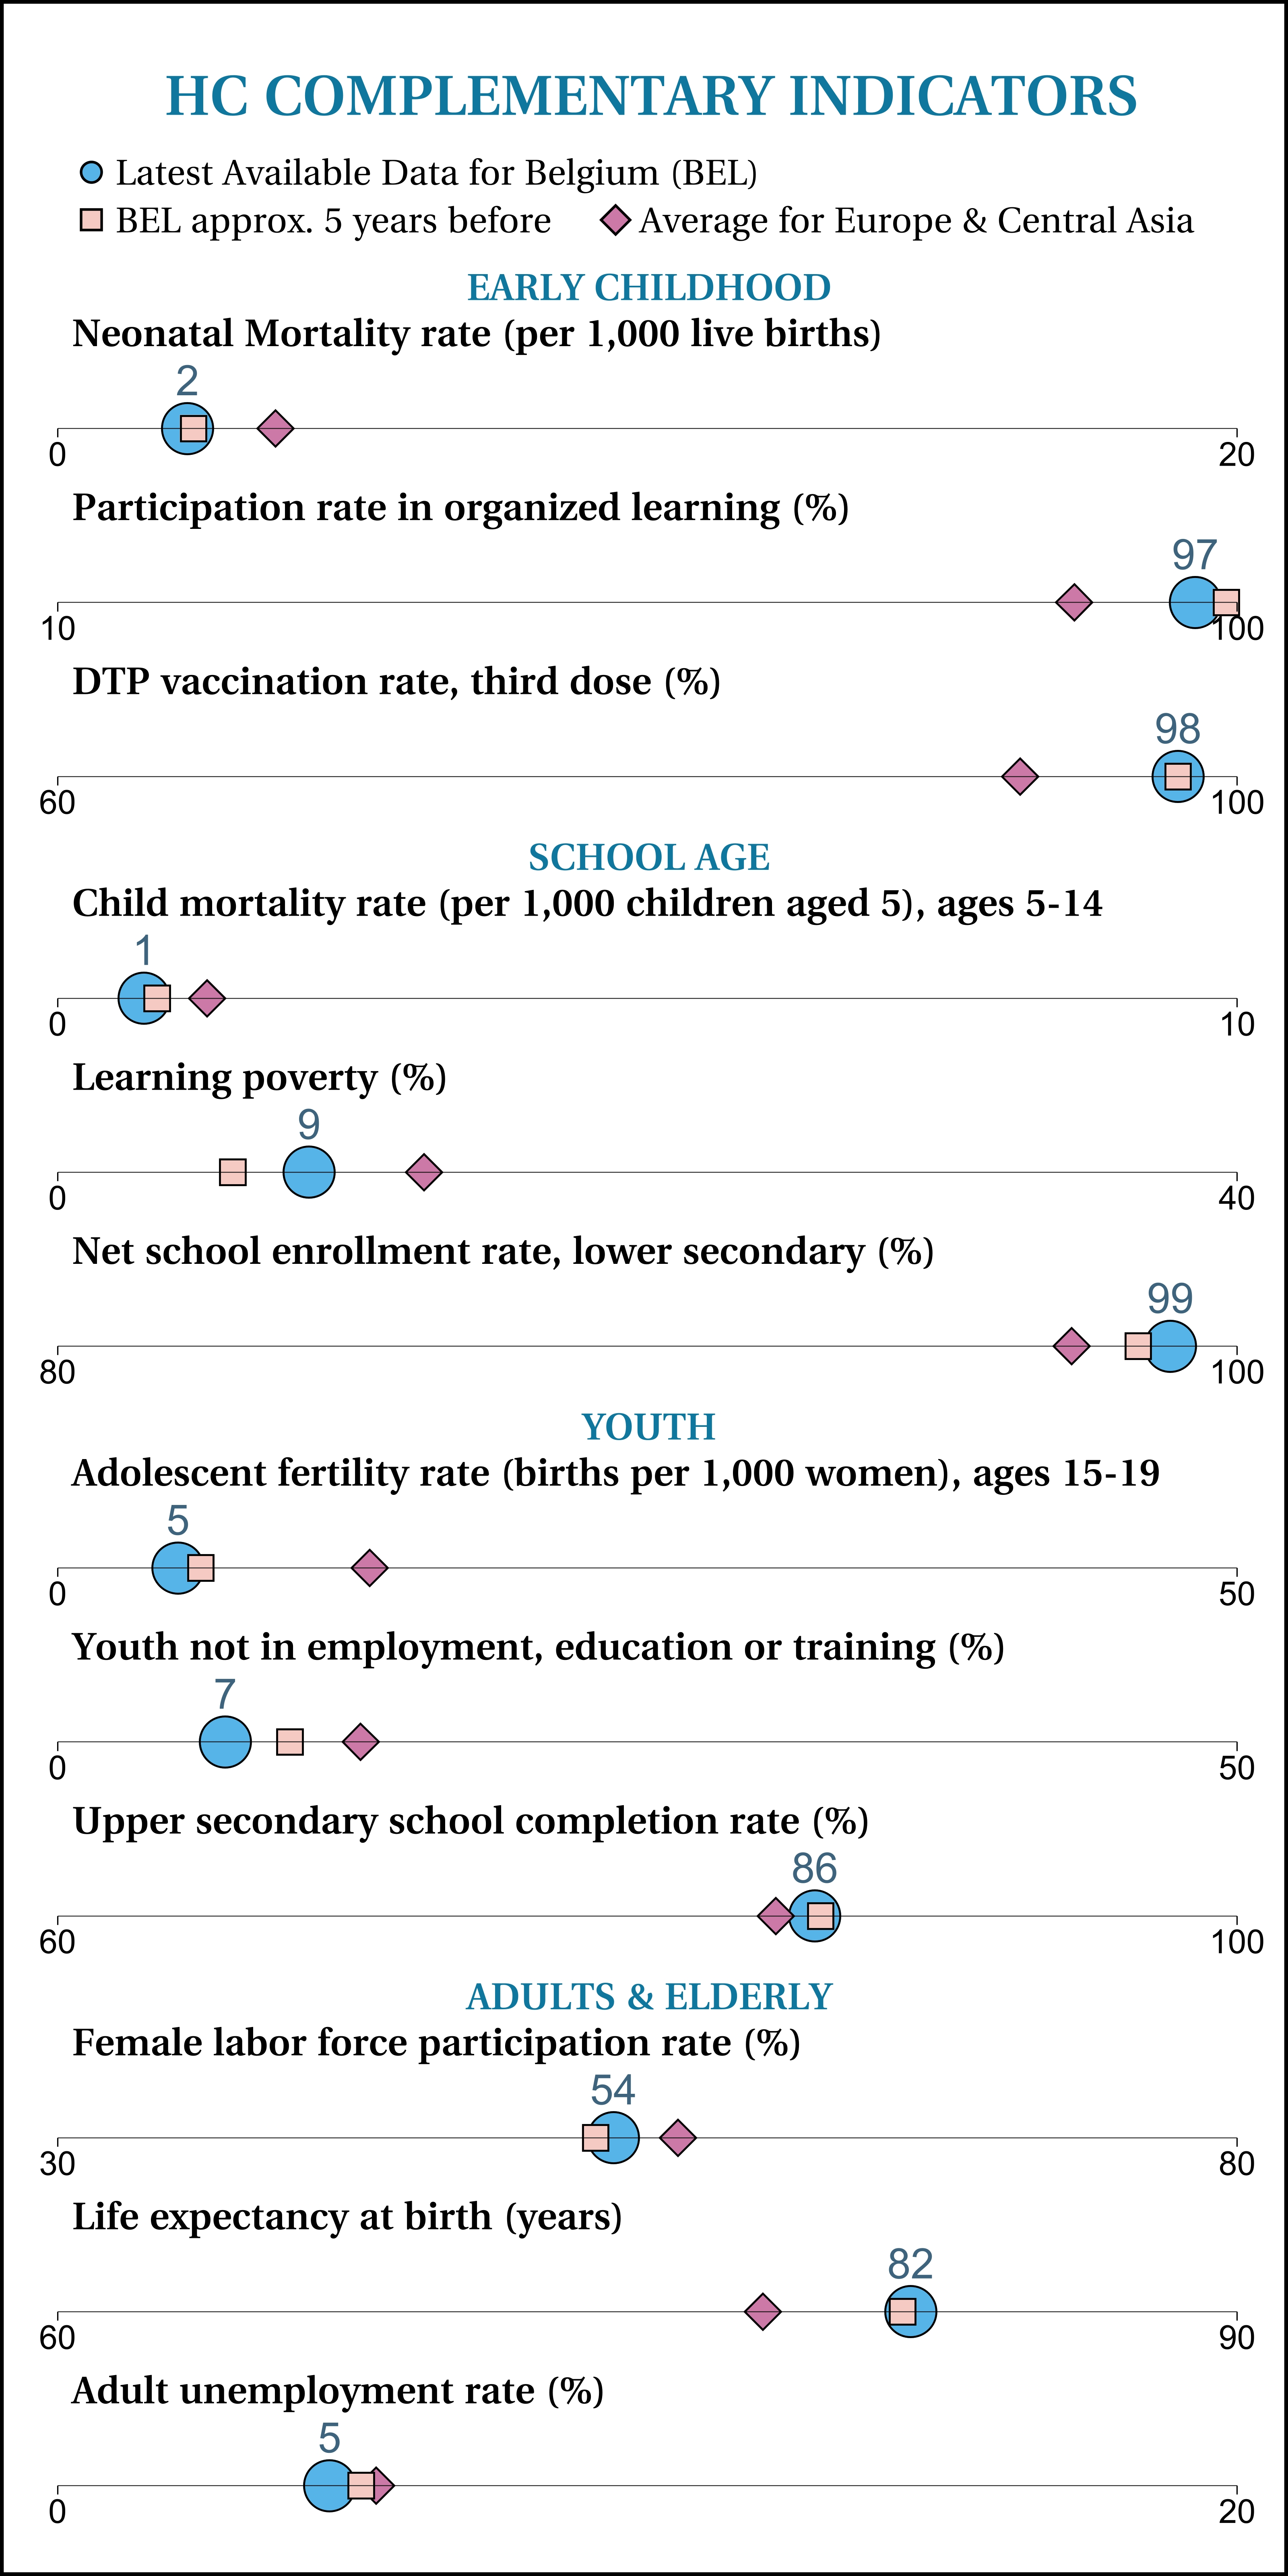 HC COMPLEMENTARY INDICATORS
Latest Available Data for Belgium (BEL)
BEL approx. 5 years before Average for Europe & Central Asia
EARLY CHILDHOOD
Neonatal Mortality rate (per 1,000 live births)
2
0 20
Participation rate in organized learning (%)
97
10 100
DTP vaccination rate, third dose (%)
98
60 100
SCHOOL AGE
Child mortality rate (per 1,000 children aged 5), ages 5-14
1
0 10
Learning poverty (%)
9
0 40
Net school enrollment rate, lower secondary (%)
99
80 100
YOUTH
Adolescent fertility rate (births per 1,000 women), ages 15-19
5
0 50
Youth not in employment, education or training (%)
7
0 50
Upper secondary school completion rate (%)
86
60 100
ADULTS & ELDERLY
Female labor force participation rate (%)
54
30 80
Life expectancy at birth (years)
82
60 90
Adult unemployment rate (%)
5
0 20